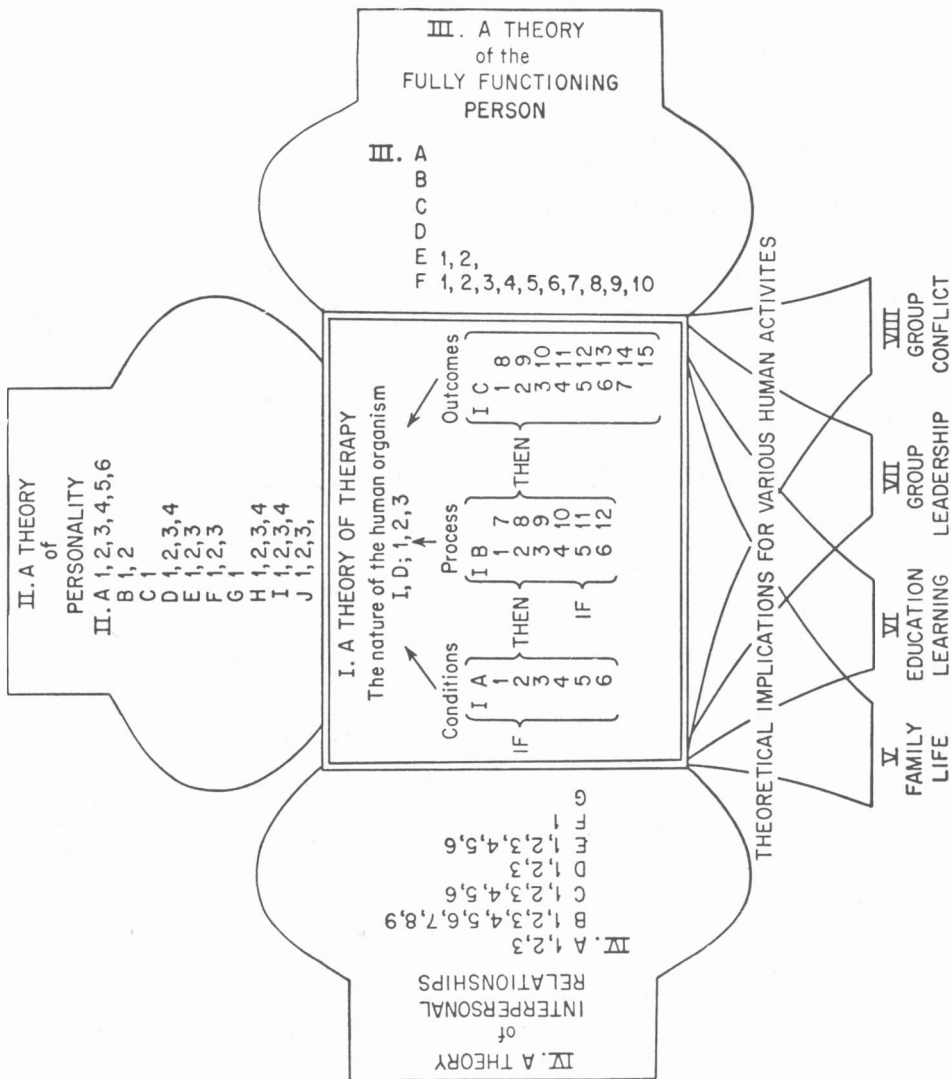 II. A THEORY
of
PERSONALITY
II. A 1,2,3,4,5,6
B 1,2
C 1
D 1,2,3,4
E 1,2,3
F 1,2,3
G 1
H 1,2,3,4
I 1,2,3,4
J 1,2,3,
III. A THEORY
of the
FULLY FUNCTIONING
PERSON
III. A
B
C
D
E 1,2,
F 1,2,3,4,5,6,7,8,9,10
I. A THEORY OF THERAPY
The nature of the human organism
I, D; 1,2,3
Conditions Process Outcomes
I A I B I C
1 1 7 1 8
IF 2 THEN 2 8 THEN 2 9
3 3 9 3 10
4 4 10 4 11
5 IF 5 11 5 12
6 6 12 6 13
7 14
15
IV. A THEORY
of
INTERPERSONAL
RELATIONSHIPS
IV. A 1,2,3
B 1,2,3,4,5,6,7,8,9
C 1,2,3,4,5,6
D 1,2,3
E 1,2,3,4,5,6
F 1
G
THEORETICAL IMPLICATIONS FOR VARIOUS HUMAN ACTIVITES
V
FAMILY
LIFE
VI
EDUCATION
LEARNING
VII
GROUP
LEADERSHIP
VIII
GROUP
CONFLICT